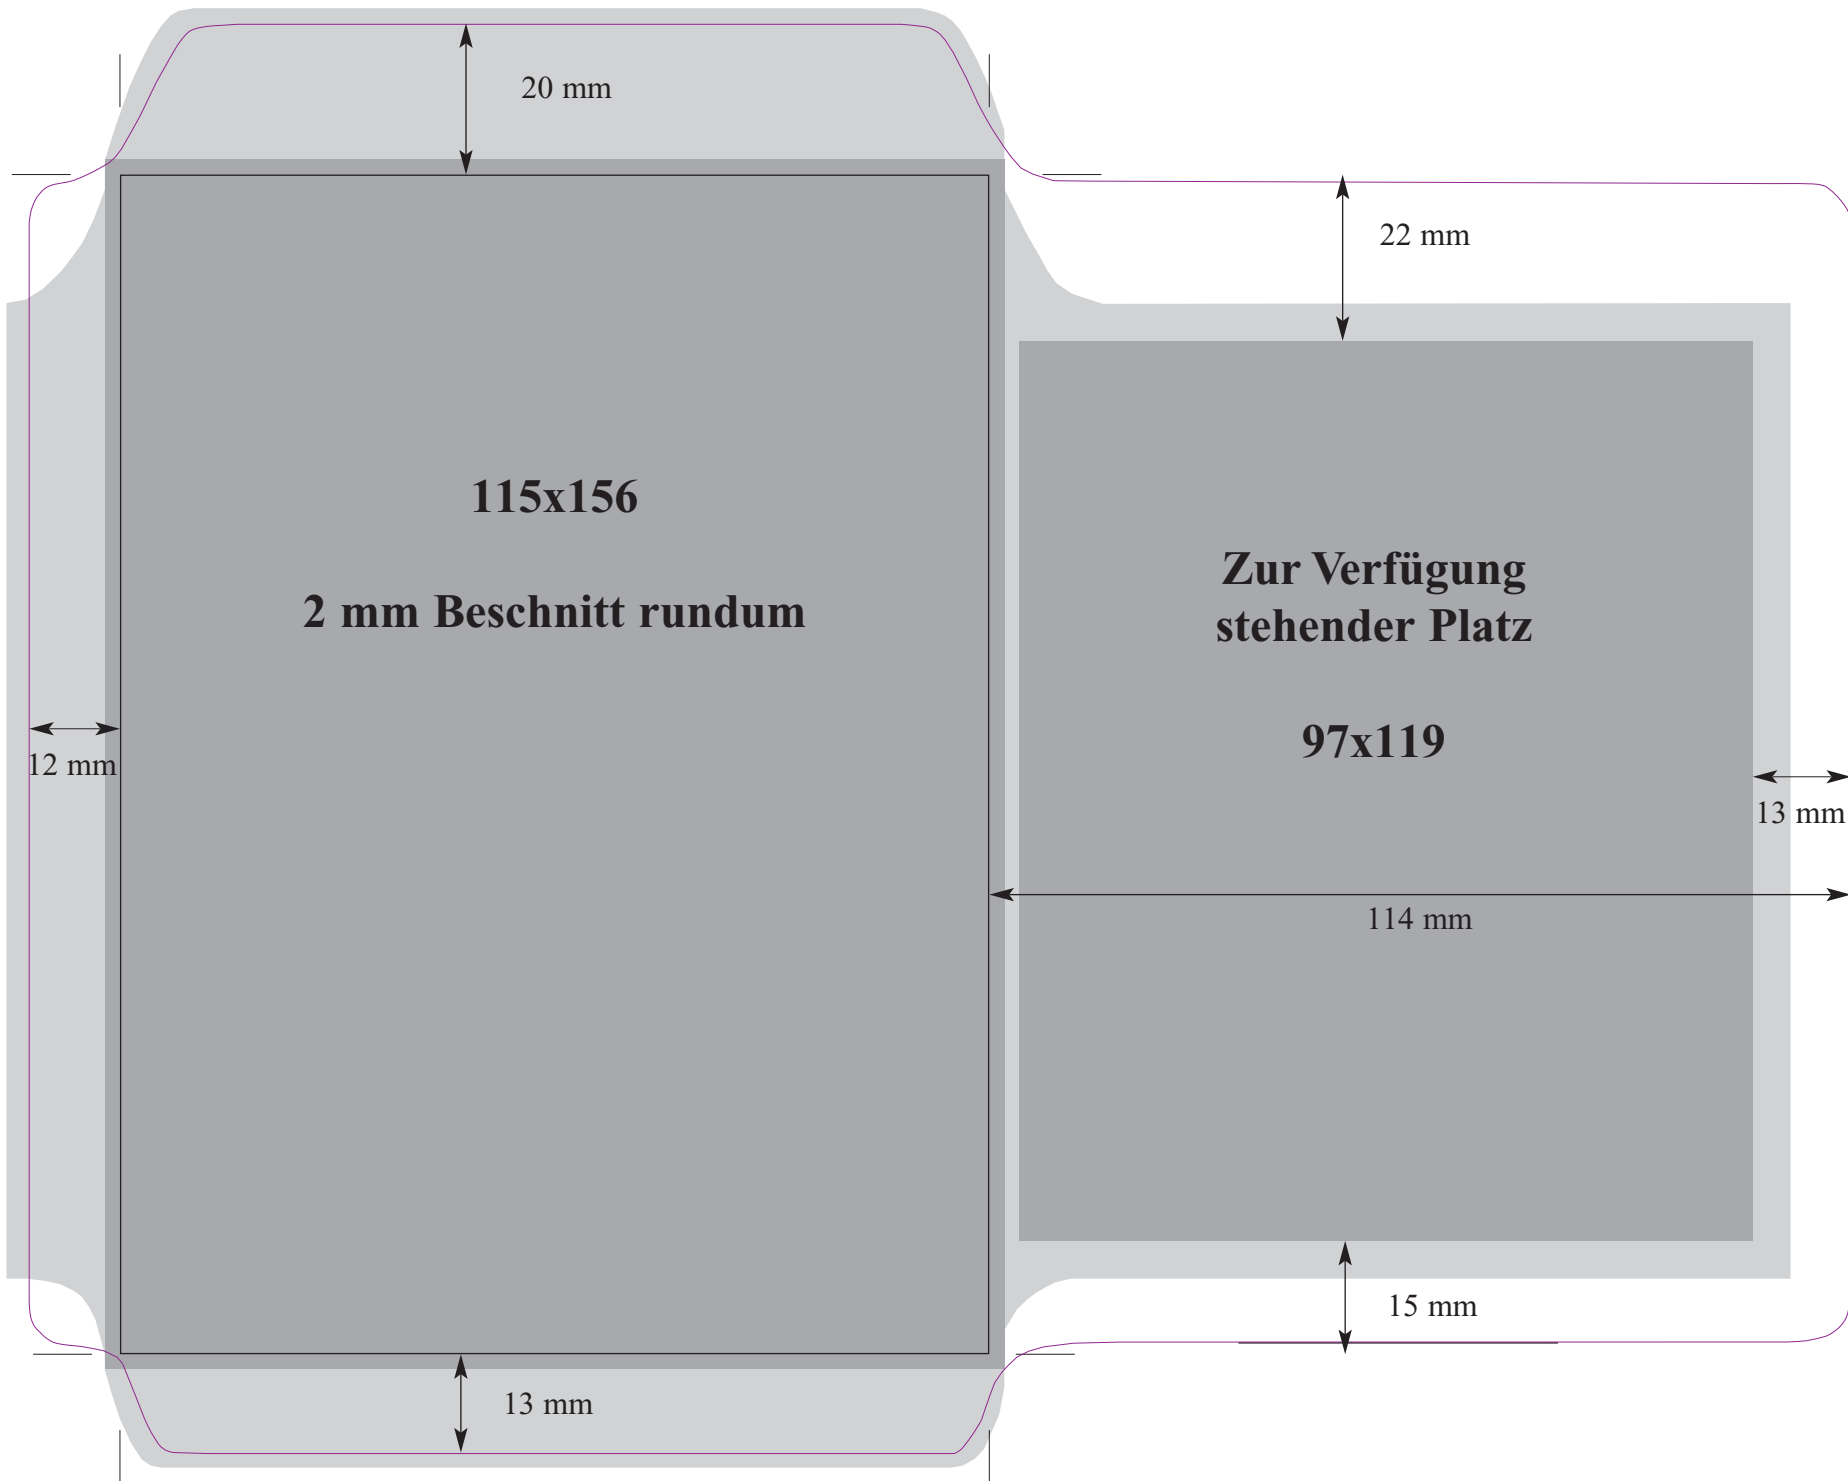 20 mm
22 mm
115x156
2 mm Beschnitt rundum
Zur Verfügung
stehender Platz
97x119
12 mm
13 mm
114 mm
15 mm
13 mm